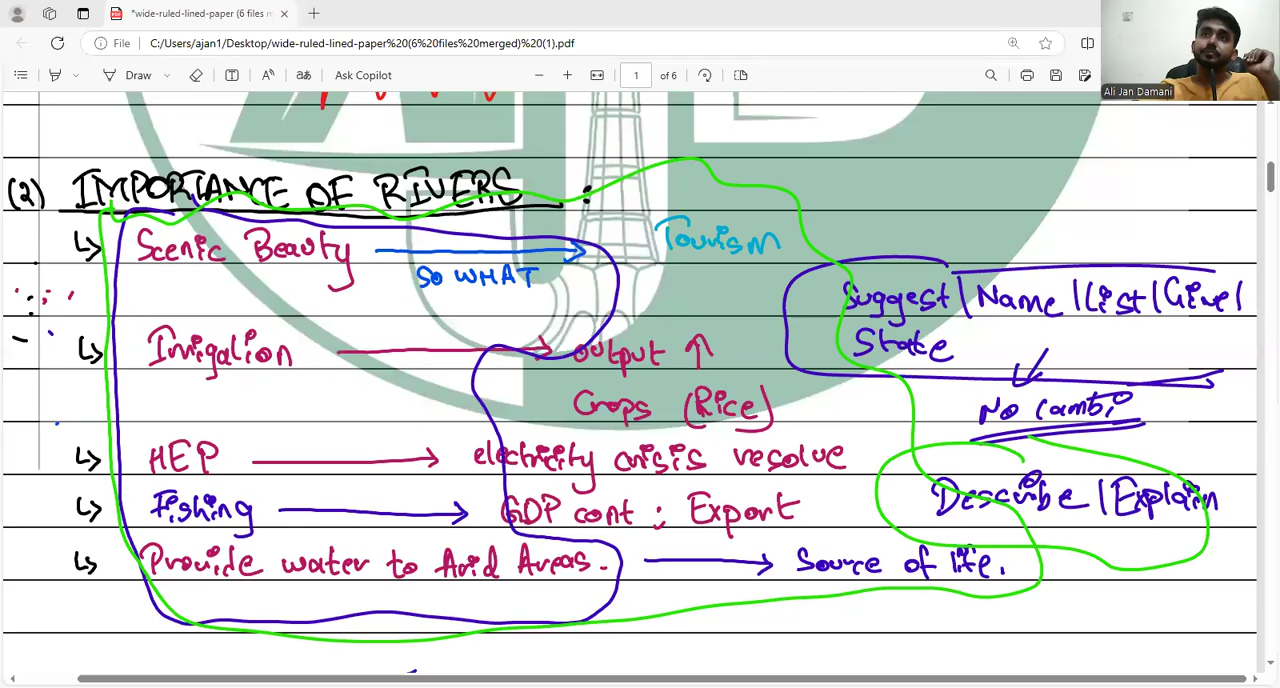 *wide-ruled-lined-paper (6 files m
File C:/Users/ajan1/Desktop/wide-ruled-lined-paper%20(6%20files%20merged)%20(1).pdf
Draw Ask Copilot 1 of 6
Ali Jan Damani
(2) IMPORTANCE OF RIVERS :
Scenic Beauty SO WHAT Tourism
Suggest | Name | List | Give |
State
Irrigation output ↑
Crops (Rice)
No Combi
HEP electricity crisis resolve
Describe | Explain
Fishing GDP cont : Export
Provide water to Arid Areas. Source of life.